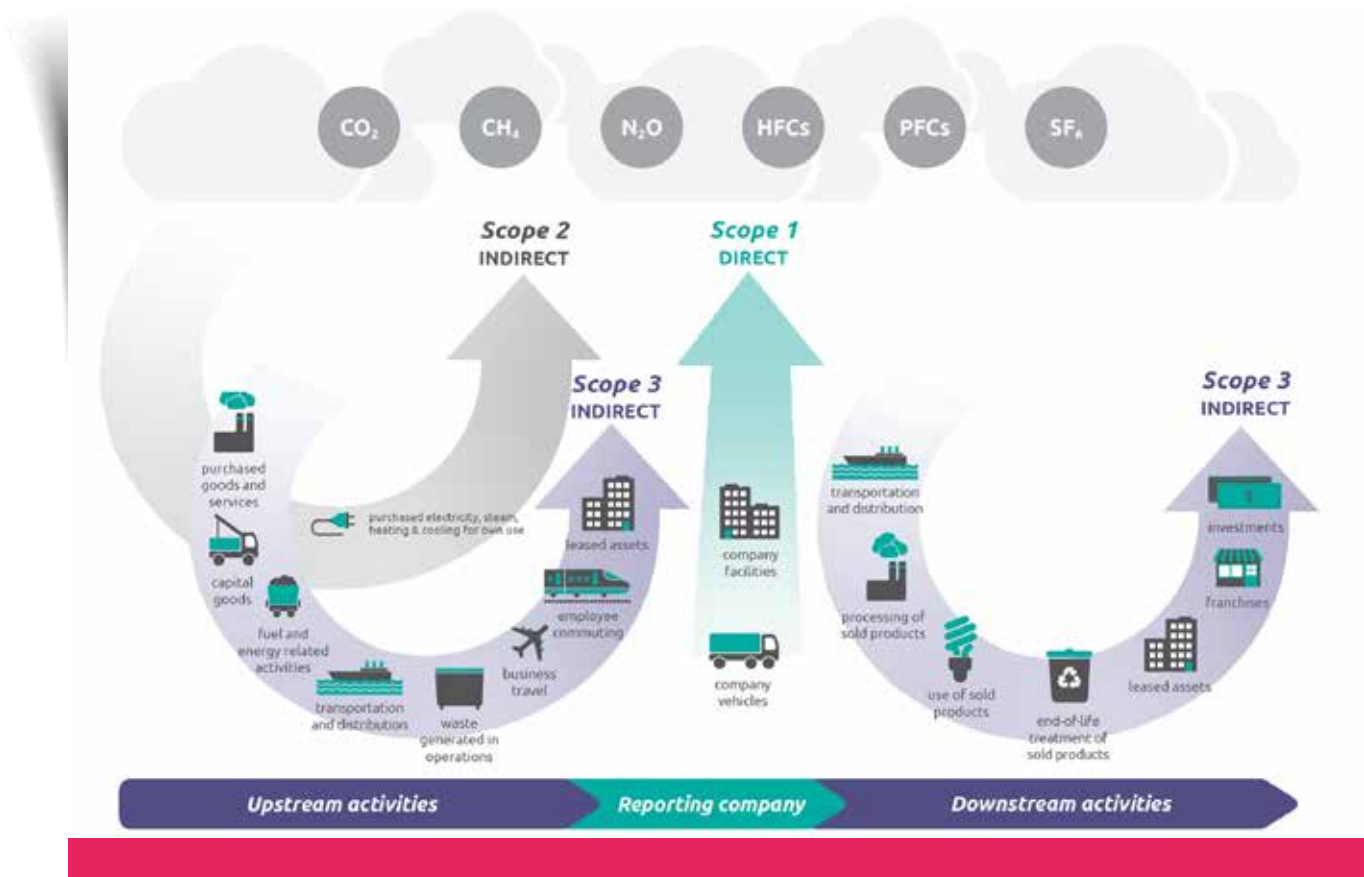 CO₂
CH₄
N₂O
HFCs
PFCs
SF₆
Scope 2
INDIRECT
Scope 1
DIRECT
Scope 3
INDIRECT
Scope 3
INDIRECT
purchased
goods and
services
capital
goods
fuel and
energy related
activities
purchased electricity, steam,
heating & cooling for own use
transportation
and distribution
waste
generated in
operations
business
travel
employee
commuting
leased assets
company
facilities
company
vehicles
transportation
and distribution
processing of
sold products
use of sold
products
end-of-life
treatment of
sold products
leased assets
franchises
investments
Upstream activities
Reporting company
Downstream activities